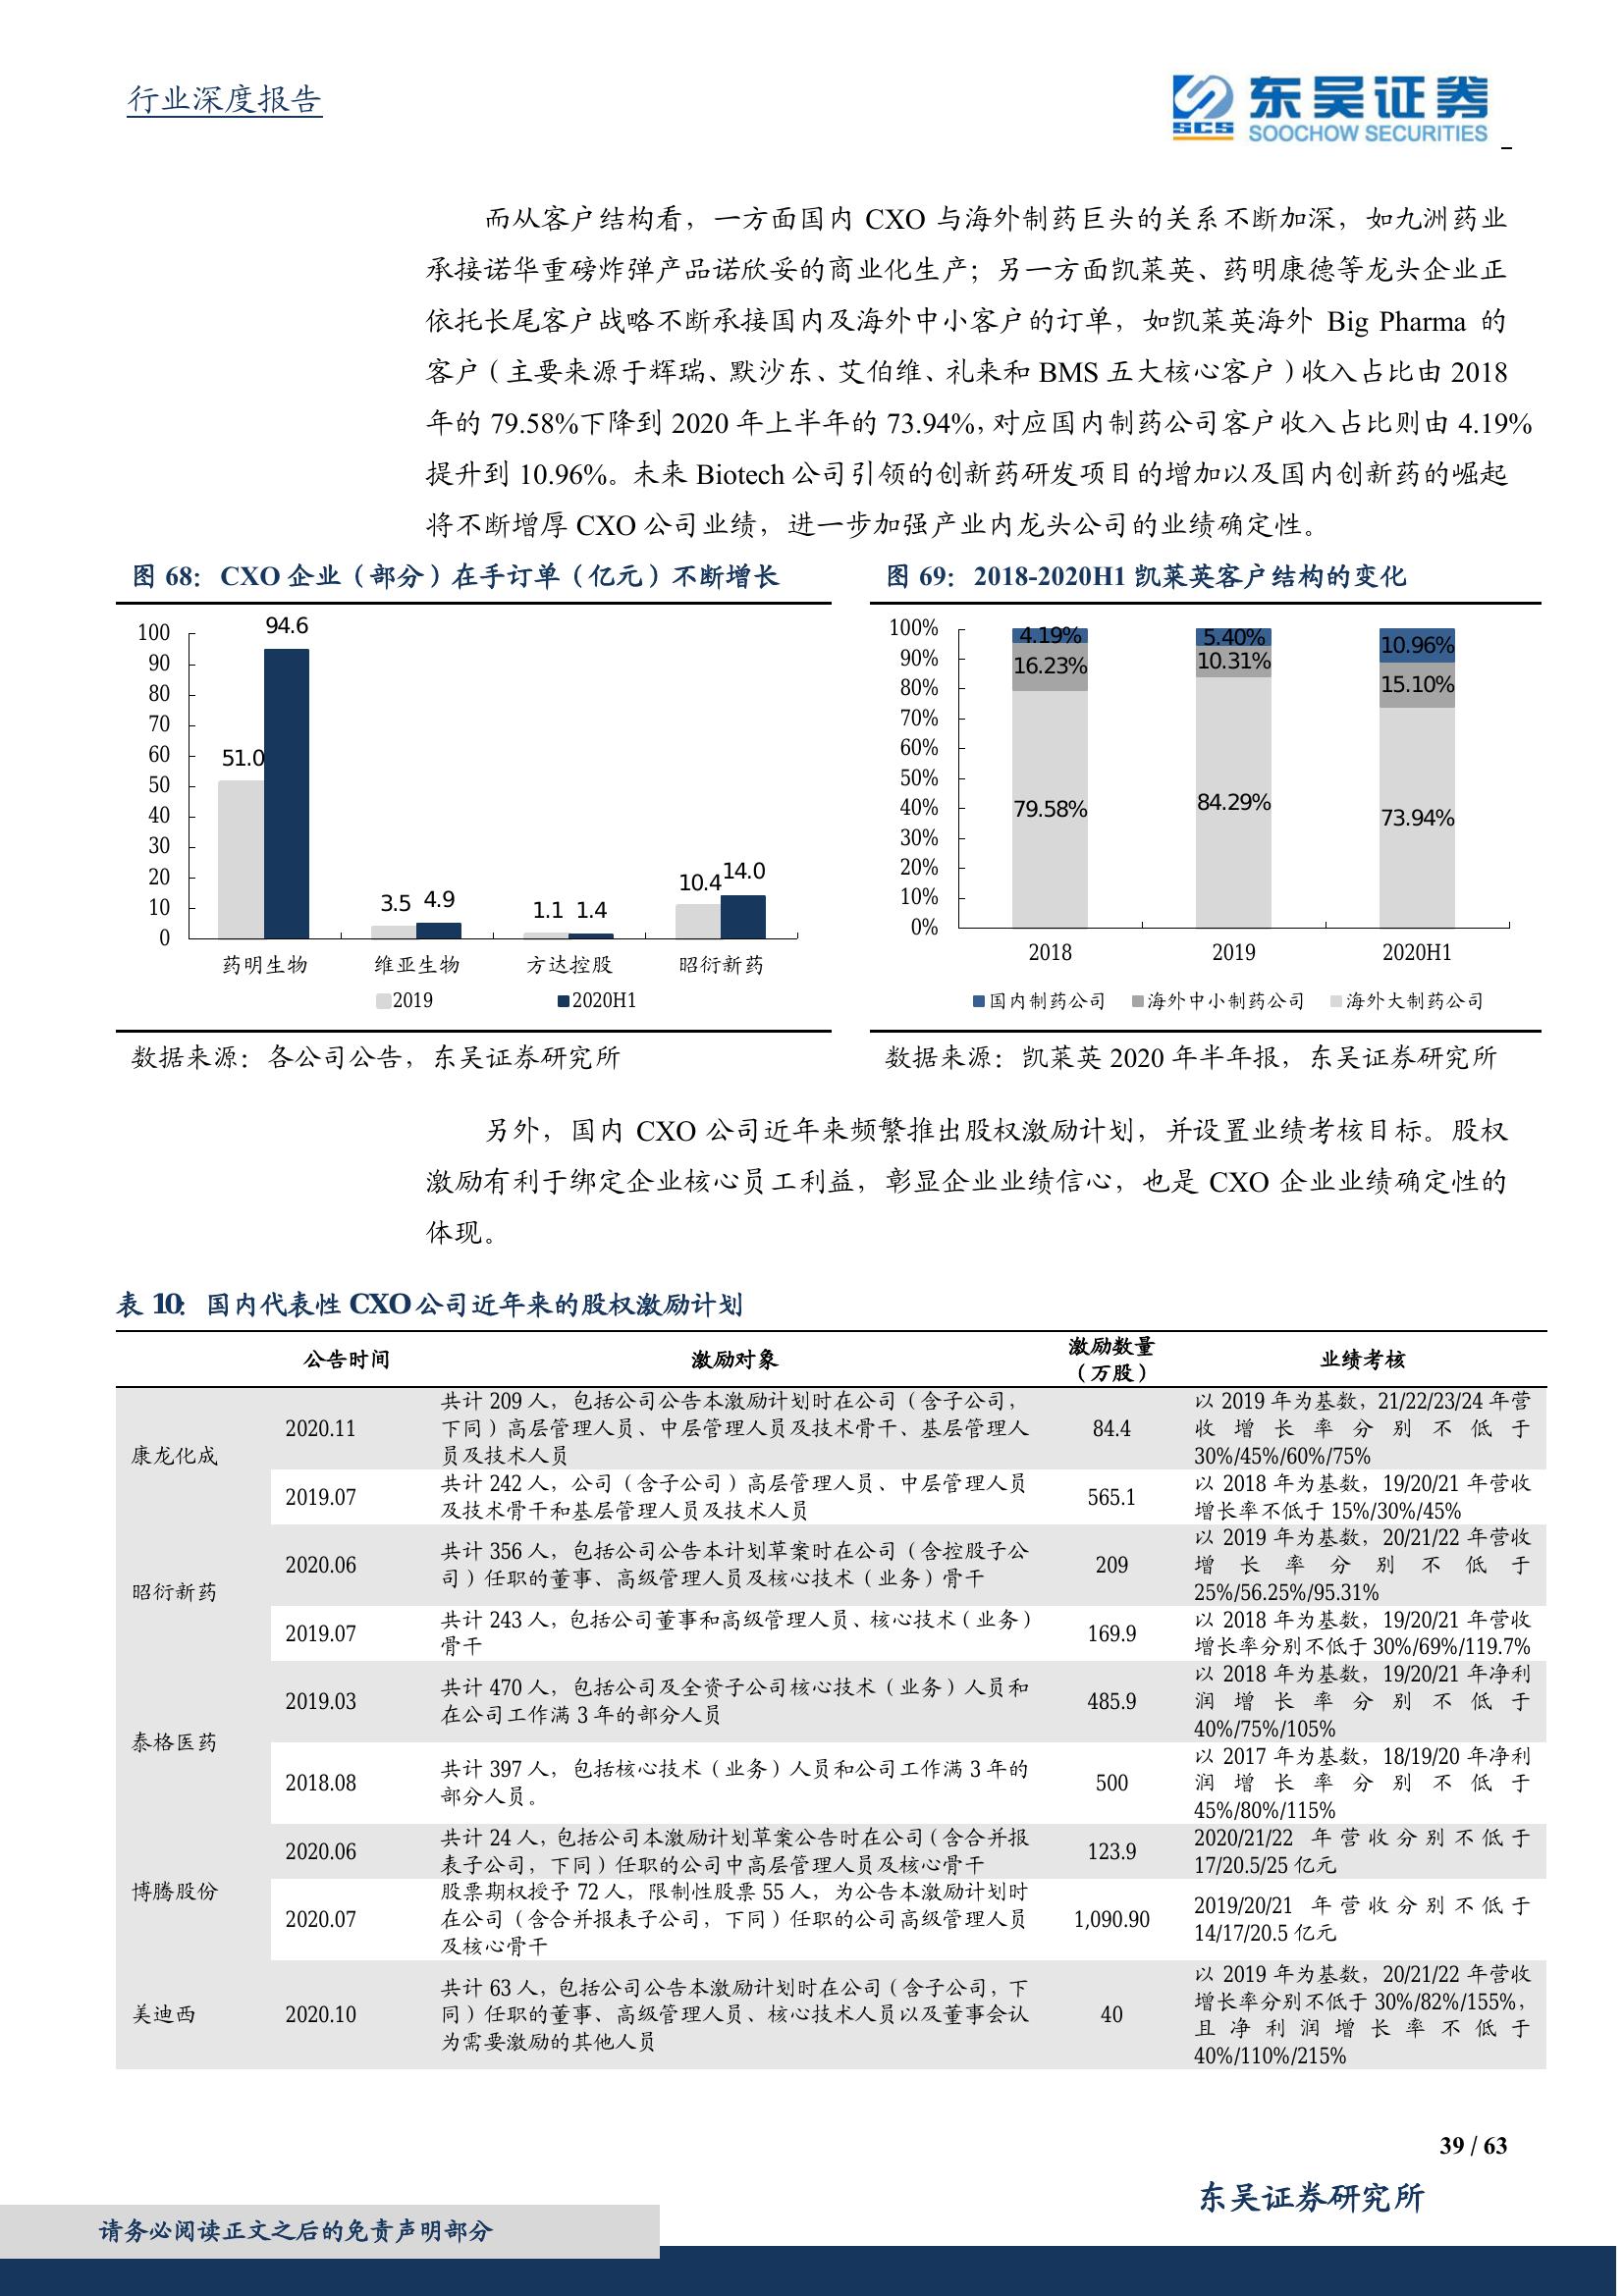 行业深度报告
SCS
东吴证券
SOOCHOW SECURITIES
而从客户结构看，一方面国内 CXO 与海外制药巨头的关系不断加深，如九洲药业
承接诺华重磅炸弹产品诺欣妥的商业化生产；另一方面凯莱英、药明康德等龙头企业正
依托长尾客户战略不断承接国内及海外中小客户的订单，如凯莱英海外 Big Pharma 的
客户（主要来源于辉瑞、默沙东、艾伯维、礼来和 BMS 五大核心客户）收入占比由 2018
年的 79.58%下降到 2020 年上半年的 73.94%，对应国内制药公司客户收入占比则由 4.19%
提升到 10.96%。未来 Biotech 公司引领的创新药研发项目的增加以及国内创新药的崛起
将不断增厚 CXO 公司业绩，进一步加强产业内龙头公司的业绩确定性。
图 68： CXO 企业（部分）在手订单（亿元）不断增长
100
90
80
70
60
50
40
30
20
10
0
51.0
94.6
3.5
4.9
1.1
1.4
10.4
14.0
药明生物
维亚生物
方达控股
昭衍新药
2019
2020H1
数据来源：各公司公告，东吴证券研究所
图 69： 2018-2020H1 凯莱英客户结构的变化
100%
90%
80%
70%
60%
50%
40%
30%
20%
10%
0%
4.19%
16.23%
79.58%
5.40%
10.31%
84.29%
10.96%
15.10%
73.94%
2018
2019
2020H1
国内制药公司
海外中小制药公司
海外大制药公司
数据来源：凯莱英 2020 年半年报，东吴证券研究所
另外，国内 CXO 公司近年来频繁推出股权激励计划，并设置业绩考核目标。股权
激励有利于绑定企业核心员工利益，彰显企业业绩信心，也是 CXO 企业业绩确定性的
体现。
表 10： 国内代表性 CXO 公司近年来的股权激励计划
公告时间
激励对象
激励数量
（万股）
业绩考核
康龙化成
2020.11
共计 209 人，包括公司公告本激励计划时在公司（含子公司，
下同）高层管理人员、中层管理人员及技术骨干、基层管理人
员及技术人员
84.4
以 2019 年为基数，21/22/23/24 年营
收增长率分别不低于
30%/45%/60%/75%
2019.07
共计 242 人，公司（含子公司）高层管理人员、中层管理人员
及技术骨干和基层管理人员及技术人员
565.1
以 2018 年为基数，19/20/21 年营收
增长率不低于 15%/30%/45%
昭衍新药
2020.06
共计 356 人，包括公司公告本计划草案时在公司（含控股子公
司）任职的董事、高级管理人员及核心技术（业务）骨干
209
以 2019 年为基数，20/21/22 年营收
增长率分别不低于
25%/56.25%/95.31%
2019.07
共计 243 人，包括公司董事和高级管理人员、核心技术（业务）
骨干
169.9
以 2018 年为基数，19/20/21 年营收
增长率分别不低于 30%/69%/119.7%
泰格医药
2019.03
共计 470 人，包括公司及全资子公司核心技术（业务）人员和
在公司工作满 3 年的部分人员
485.9
以 2018 年为基数，19/20/21 年净利
润增长率分别不低于
40%/75%/105%
2018.08
共计 397 人，包括核心技术（业务）人员和公司工作满 3 年的
部分人员。
500
以 2017 年为基数，18/19/20 年净利
润增长率分别不低于
45%/80%/115%
博腾股份
2020.06
共计 24 人，包括公司本激励计划草案公告时在公司（含合并报
表子公司，下同）任职的公司中高层管理人员及核心骨干
123.9
2020/21/22 年营收分别不低于
17/20.5/25 亿元
2020.07
股票期权授予 72 人，限制性股票 55 人，为公告本激励计划时
在公司（含合并报表子公司，下同）任职的公司高级管理人员
及核心骨干
1,090.90
2019/20/21 年营收分别不低于
14/17/20.5 亿元
美迪西
2020.10
共计 63 人，包括公司公告本激励计划时在公司（含子公司，下
同）任职的董事、高级管理人员、核心技术人员以及董事会认
为需要激励的其他人员
40
以 2019 年为基数，20/21/22 年营收
增长率分别不低于 30%/82%/155%，
且净利润增长率不低于
40%/110%/215%
39 / 63
东吴证券研究所
请务必阅读正文之后的免责声明部分